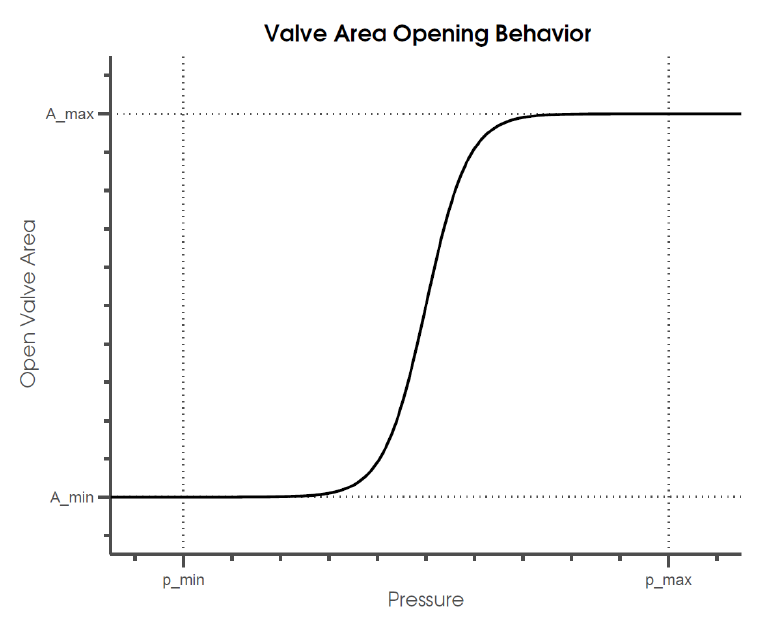 Valve Area Opening Behavior
A_max
Open Valve Area
A_min
p_min
p_max
Pressure